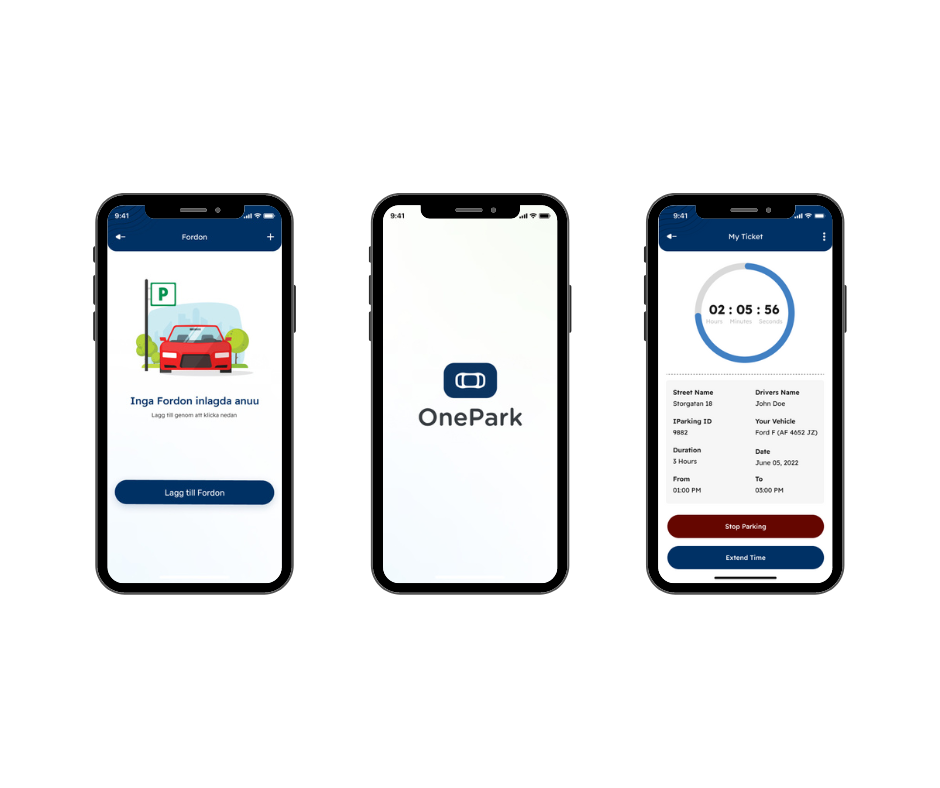 9:41
Fordon
P
Inga Fordon inlagda anuu
Lagg till genom att klicka nedan
Lagg till Fordon
9:41
OnePark
9:41
My Ticket
02 : 05 : 56
Hours Minutes Seconds
Street Name Drivers Name
Storgatan 18 John Doe
IParking ID Your Vehicle
9882 Ford F (AF 4652 JZ)
Duration Date
3 Hours June 05, 2022
From To
01:00 PM 03:00 PM
Stop Parking
Extend Time